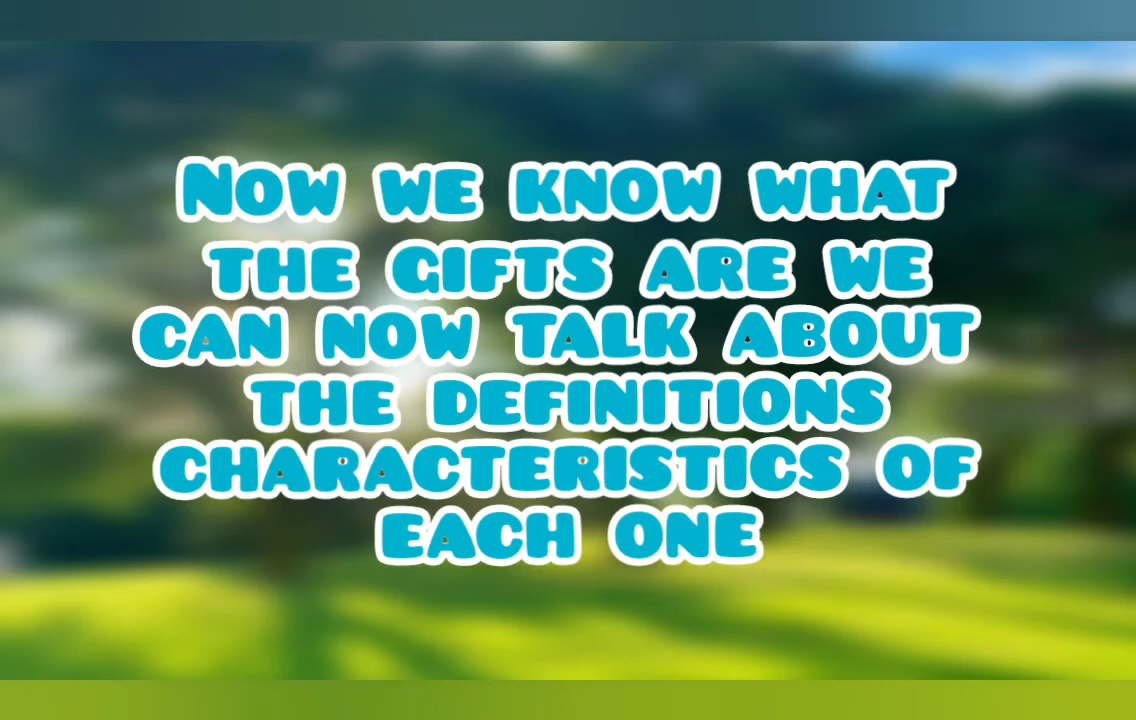 Now we know what
the gifts are we
can now talk about
the definitions
characteristics of
each one